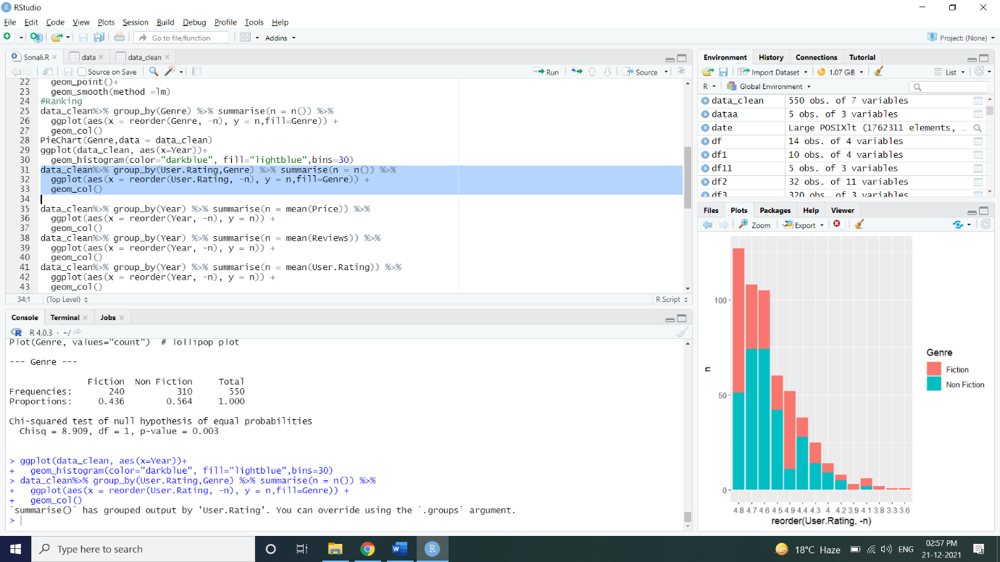 RStudio
File Edit Code View Plots Session Build Debug Profile Tools Help
Go to file/function Addins Project: (None)
Sonali.R data data_clean
Source on Save Run Source
22 geom_point()+
23 geom_smooth(method =lm)
24 #Ranking
25 data_clean%>% group_by(Genre) %>% summarise(n = n()) %>%
26 ggplot(aes(x = reorder(Genre, -n), y = n,fill=Genre)) +
27 geom_col()
28 PieChart(Genre,data = data_clean)
29 ggplot(data_clean, aes(x=Year))+
30 geom_histogram(color="darkblue", fill="lightblue",bins=30)
31 data_clean%>% group_by(User.Rating,Genre) %>% summarise(n = n()) %>%
32 ggplot(aes(x = reorder(User.Rating, -n), y = n,fill=Genre)) +
33 geom_col()
34
35 data_clean%>% group_by(Year) %>% summarise(n = mean(Price)) %>%
36 ggplot(aes(x = reorder(Year, -n), y = n)) +
37 geom_col()
38 data_clean%>% group_by(Year) %>% summarise(n = mean(Reviews)) %>%
39 ggplot(aes(x = reorder(Year, -n), y = n)) +
40 geom_col()
41 data_clean%>% group_by(Year) %>% summarise(n = mean(User.Rating)) %>%
42 ggplot(aes(x = reorder(Year, -n), y = n)) +
43 geom_col()
34:1 (Top Level) R Script
Console Terminal Jobs
R 4.0.3 · ~/
Plot(Genre, values="count") # lollipop plot
--- Genre ---
Fiction Non Fiction Total
Frequencies: 240 310 550
Proportions: 0.436 0.564 1.000
Chi-squared test of null hypothesis of equal probabilities
Chisq = 8.909, df = 1, p-value = 0.003
> ggplot(data_clean, aes(x=Year))+
+ geom_histogram(color="darkblue", fill="lightblue",bins=30)
> data_clean%>% group_by(User.Rating,Genre) %>% summarise(n = n()) %>%
+ ggplot(aes(x = reorder(User.Rating, -n), y = n,fill=Genre)) +
+ geom_col()
`summarise()` has grouped output by 'User.Rating'. You can override using the `.groups` argument.
>
Environment History Connections Tutorial
Import Dataset 1.07 GiB List
R Global Environment
data_clean 550 obs. of 7 variables
dataa 5 obs. of 3 variables
date Large POSIXlt (1762311 elements, …
df 14 obs. of 4 variables
df1 10 obs. of 4 variables
df11 5 obs. of 3 variables
df2 32 obs. of 11 variables
df3 320 obs. of 3 variables
Files Plots Packages Help Viewer
Zoom Export
100
50
0
n
4.8 4.7 4.6 4.5 4.9 4.4 4.3 4 4.2 3.9 4.1 3.8 3.3 3.6
reorder(User.Rating, -n)
Genre
Fiction
Non Fiction
Type here to search
18°C Haze ENG
02:57 PM
21-12-2021